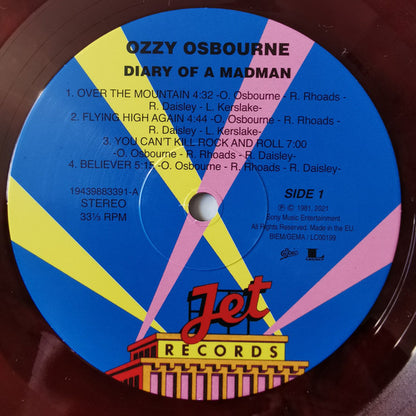 OZZY OSBOURNE
DIARY OF A MADMAN
1. OVER THE MOUNTAIN 4:32 -O. Osbourne - R. Rhoads -
R. Daisley - L. Kerslake-
2. FLYING HIGH AGAIN 4:44 -O. Osbourne - R. Rhoads -
R. Daisley - L. Kerslake-
3. YOU CAN'T KILL ROCK AND ROLL 7:00
-O. Osbourne - R. Rhoads - R. Daisley-
4. BELIEVER 5:15 -O. Osbourne - R. Rhoads - R. Daisley-
19439883391-A
STEREO
33⅓ RPM
SIDE 1
℗ © 1981, 2021
Sony Music Entertainment
All Rights Reserved. Made in the EU
BIEM/GEMA | LC00199
Epic
Jet
RECORDS